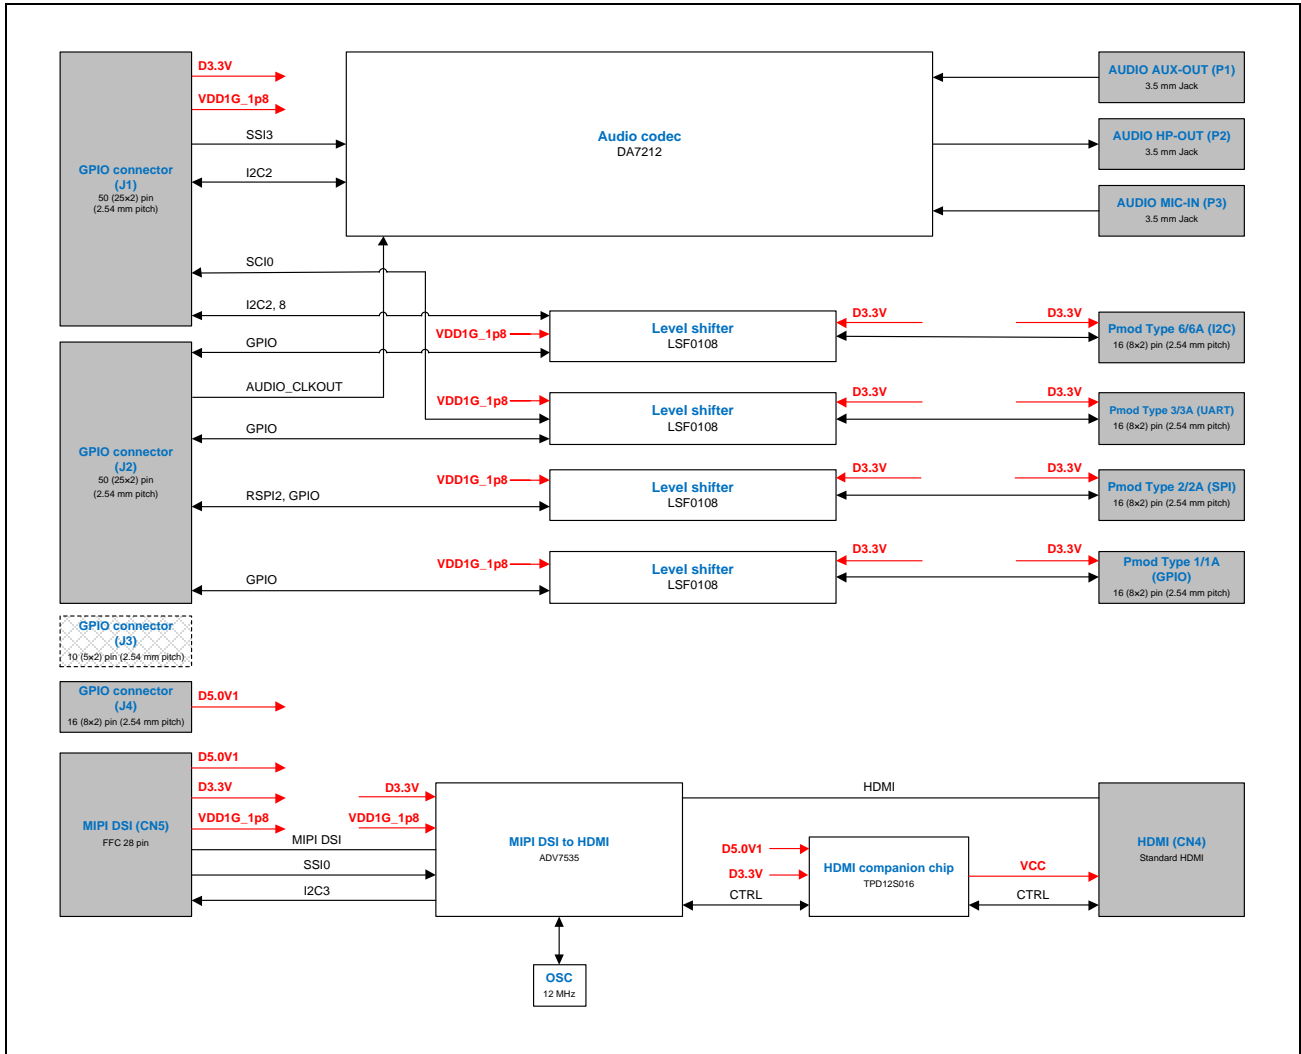 D3.3V
VDD1G_1p8
SSI3
I2C2
SCI0
I2C2, 8
GPIO connector
(J1)
50 (25x2) pin
(2.54 mm pitch)
Audio codec
DA7212
AUDIO AUX-OUT (P1)
3.5 mm Jack
AUDIO HP-OUT (P2)
3.5 mm Jack
AUDIO MIC-IN (P3)
3.5 mm Jack
GPIO
AUDIO_CLKOUT
GPIO
RSPI2, GPIO
GPIO
GPIO connector
(J2)
50 (25x2) pin
(2.54 mm pitch)
VDD1G_1p8
Level shifter
LSF0108
D3.3V
D3.3V
Pmod Type 6/6A (I2C)
16 (8x2) pin (2.54 mm pitch)
VDD1G_1p8
Level shifter
LSF0108
D3.3V
D3.3V
Pmod Type 3/3A (UART)
16 (8x2) pin (2.54 mm pitch)
VDD1G_1p8
Level shifter
LSF0108
D3.3V
D3.3V
Pmod Type 2/2A (SPI)
16 (8x2) pin (2.54 mm pitch)
VDD1G_1p8
Level shifter
LSF0108
D3.3V
D3.3V
Pmod Type 1/1A
(GPIO)
16 (8x2) pin (2.54 mm pitch)
GPIO connector
(J3)
10 (5x2) pin (2.54 mm pitch)
GPIO connector
(J4)
16 (8x2) pin (2.54 mm pitch)
D5.0V1
D5.0V1
D3.3V
VDD1G_1p8
MIPI DSI (CN5)
FFC 28 pin
MIPI DSI
SSI0
I2C3
D3.3V
VDD1G_1p8
MIPI DSI to HDMI
ADV7535
HDMI
D5.0V1
D3.3V
CTRL
HDMI companion chip
TPD12S016
VCC
CTRL
HDMI (CN4)
Standard HDMI
OSC
12 MHz